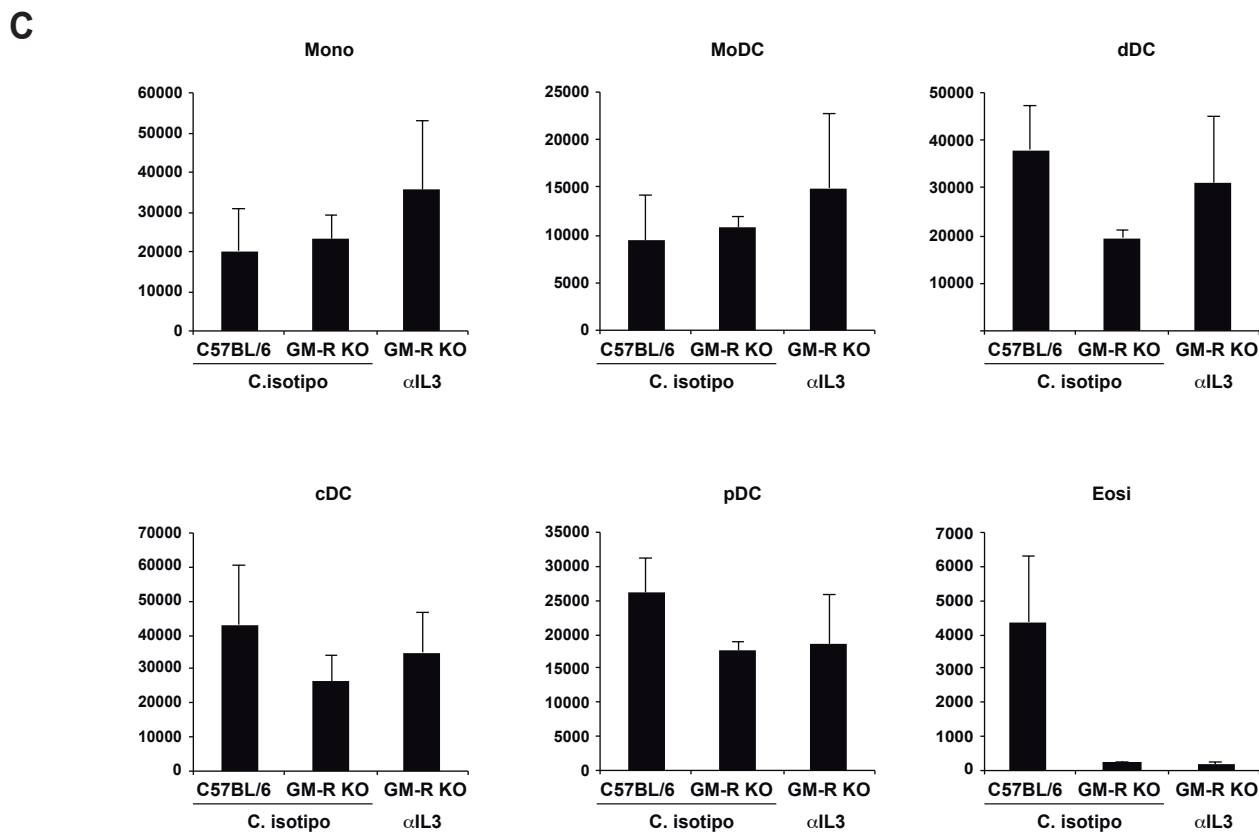 C
Mono
60000
50000
40000
30000
20000
10000
0
C57BL/6 GM-R KO GM-R KO
C.isotipo αIL3
MoDC
25000
20000
15000
10000
5000
0
C57BL/6 GM-R KO GM-R KO
C. isotipo αIL3
dDC
50000
40000
30000
20000
10000
C57BL/6 GM-R KO GM-R KO
C. isotipo αIL3
cDC
70000
60000
50000
40000
30000
20000
10000
0
C57BL/6 GM-R KO GM-R KO
C. isotipo αIL3
pDC
35000
30000
25000
20000
15000
10000
5000
0
C57BL/6 GM-R KO GM-R KO
C. isotipo αIL3
Eosi
7000
6000
5000
4000
3000
2000
1000
0
C57BL/6 GM-R KO GM-R KO
C. isotipo αIL3